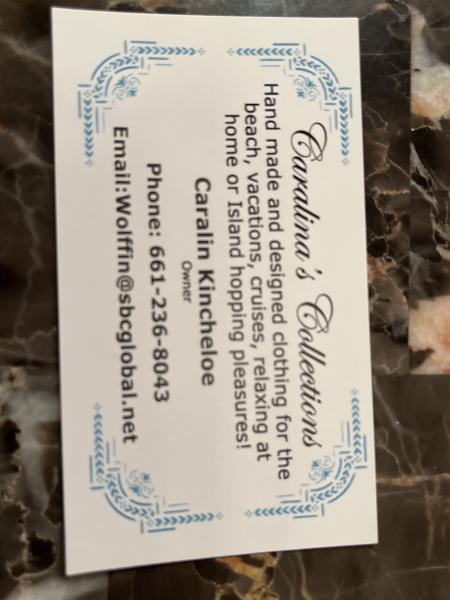 Caralina's Collections
Hand made and designed clothing for the
beach, vacations, cruises, relaxing at
home or Island hopping pleasures!
Caralin Kincheloe
Owner
Phone: 661-236-8043
Email:Wolffin@sbcglobal.net